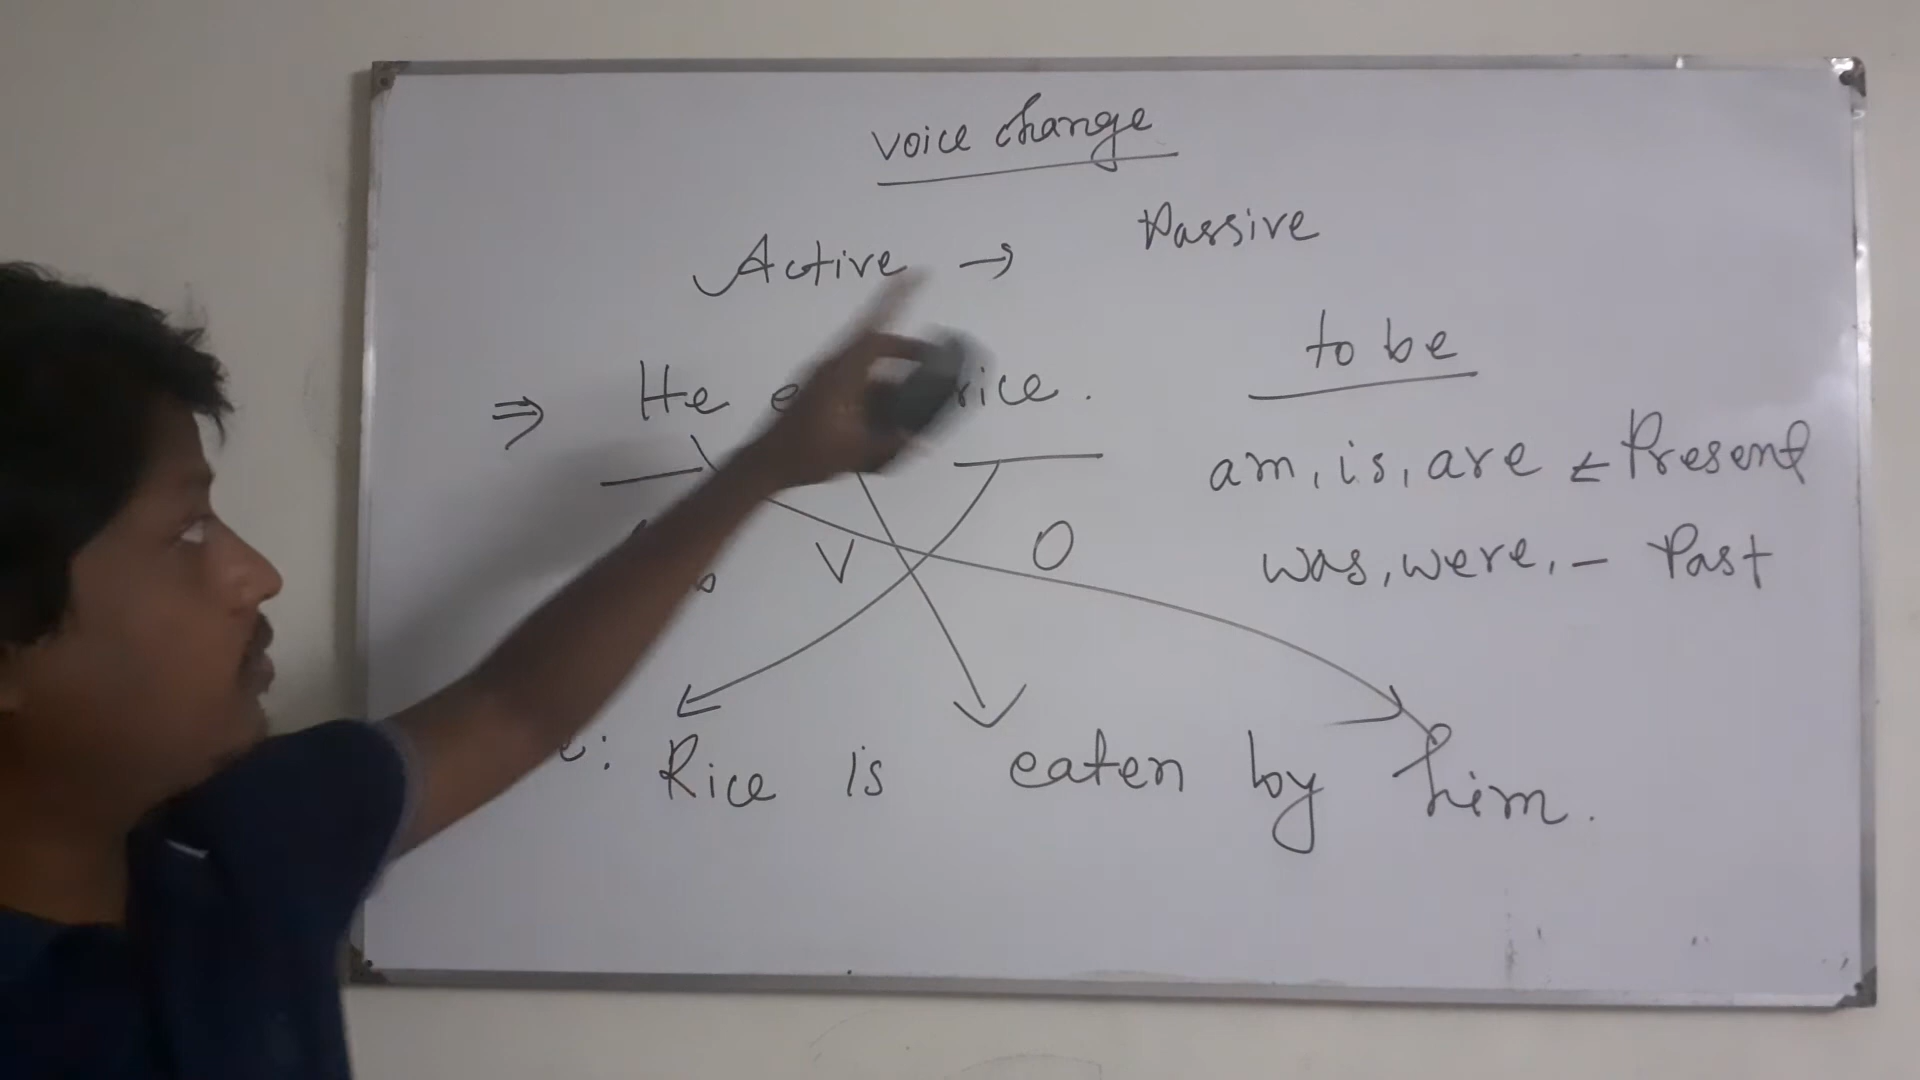 voice change
Active → Passive
to be
⇒ He rice.
am, is, are ← Present
was, were, - Past
V O
Rice is eaten by him.